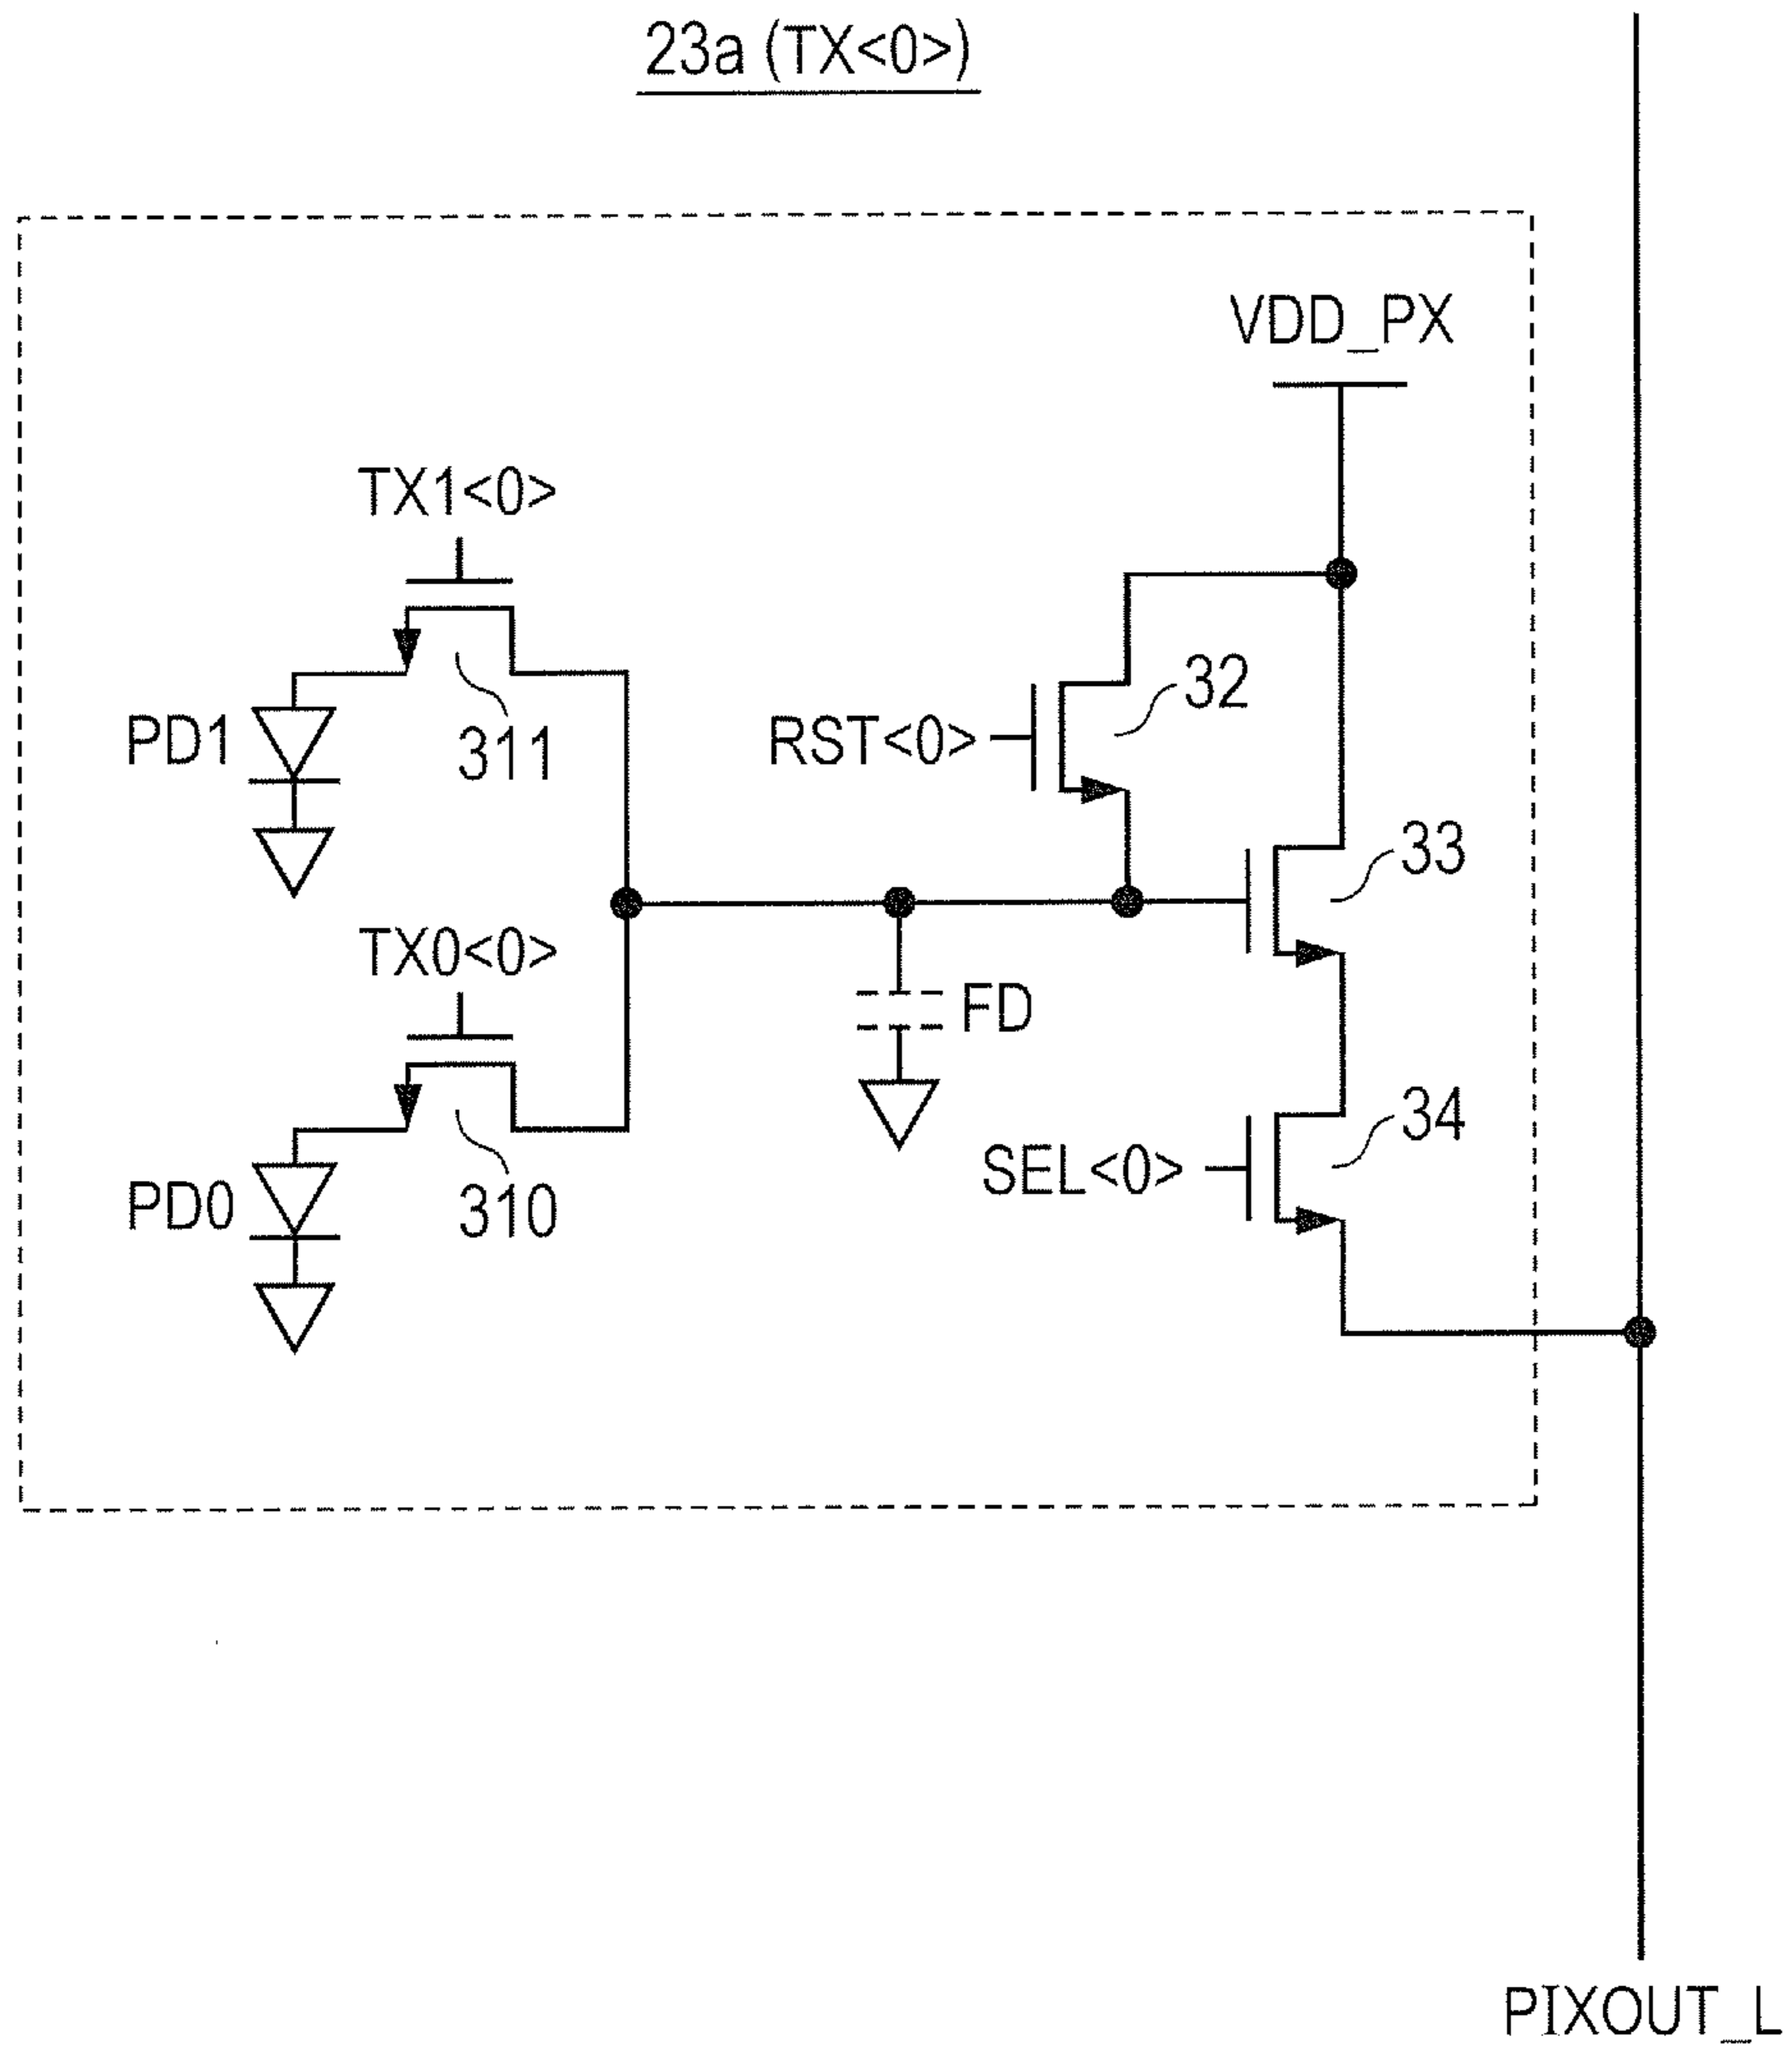 23a (TX<0>)
VDD_PX
TX1<0>
32
PD1
311
RST<0>
33
TX0<0>
FD
34
SEL<0>
PD0
310
PIXOUT_L